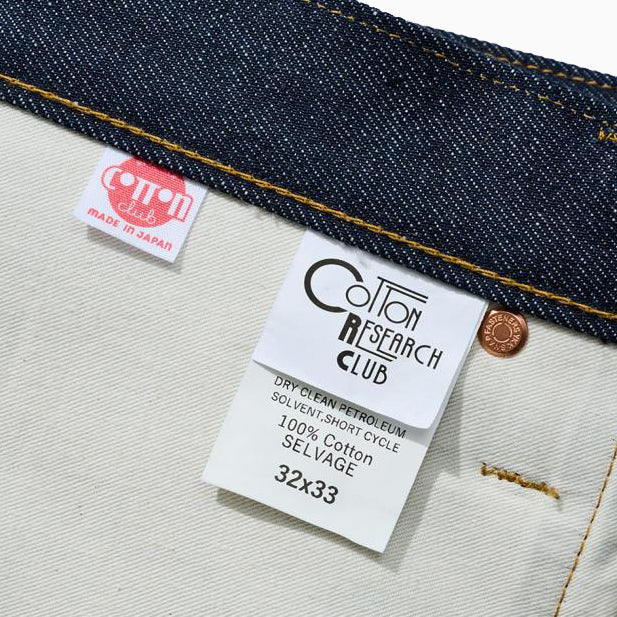 COTTON
club
MADE IN JAPAN
COTTON
RESEARCH
CLUB
DRY CLEAN PETROLEUM
SOLVENT,SHORT CYCLE
100% Cotton
SELVAGE
32x33